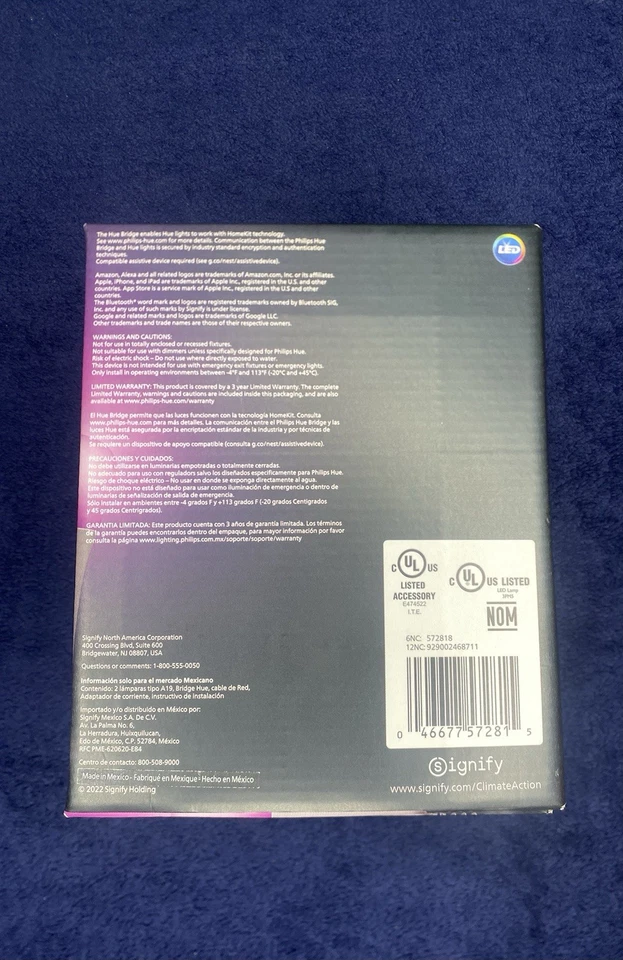 The Hue Bridge enables Hue lights to work with HomeKit technology.
See www.philips-hue.com for more details. Communication between the Philips Hue
Bridge and Hue lights is secured by industry standard encryption and authentication
techniques.
Compatible assistive device required (see g.co/nest/assistivedevice).
Amazon, Alexa and all related logos are trademarks of Amazon.com, Inc. or its affiliates.
Apple, iPhone, and iPad are trademarks of Apple Inc., registered in the U.S. and other
countries. App Store is a service mark of Apple Inc., registered in the U.S and other
countries.
The Bluetooth® word mark and logos are registered trademarks owned by Bluetooth SIG,
Inc. and any use of such marks by Signify is under license.
Google and related marks and logos are trademarks of Google LLC.
Other trademarks and trade names are those of their respective owners.
WARNINGS AND CAUTIONS:
Not for use in totally enclosed or recessed fixtures.
Not suitable for use with dimmers unless specifically designed for Philips Hue.
Risk of electric shock – Do not use where directly exposed to water.
This device is not intended for use with emergency exit fixtures or emergency lights.
Only install in operating environments between -4°F and 113°F (-20°C and +45°C).
LIMITED WARRANTY: This product is covered by a 3 year Limited Warranty. The complete
Limited Warranty, warnings and cautions are included inside this packaging, and are also
available at www.philips-hue.com/warranty
El Hue Bridge permite que las luces funcionen con la tecnología HomeKit. Consulta
www.philips-hue.com para más detalles. La comunicación entre el Philips Hue Bridge y las
luces Hue está asegurada por la encriptación estándar de la industria y por técnicas de
autenticación.
Se requiere un dispositivo de apoyo compatible (consulta g.co/nest/assistivedevice).
PRECAUCIONES Y CUIDADOS:
No debe utilizarse en luminarias empotradas o totalmente cerradas.
No adecuado para uso con reguladores salvo los diseñados específicamente para Philips Hue.
Riesgo de choque eléctrico – No usar en donde se exponga directamente al agua.
Este dispositivo no está diseñado para usar como iluminación de emergencia o dentro de
luminarias de señalización de salida de emergencia.
Sólo instalar en ambientes entre -4 grados F y +113 grados F (-20 grados Centigrados
y 45 grados Centrigrados).
GARANTIA LIMITADA: Este producto cuenta con 3 años de garantía limitada. Los términos
de la garantía puedes encontrarlos dentro del empaque, para mayor información por favor
consulta la página www.lighting.philips.com.mx/soporte/soporte/warranty
Signify North America Corporation
400 Crossing Blvd, Suite 600
Bridgewater, NJ 08807, USA
Questions or comments: 1-800-555-0050
Información solo para el mercado Mexicano
Contenido: 2 lámparas tipo A19, Bridge Hue, cable de Red,
Adaptador de corriente, instructivo de instalación
Importado y/o distribuido en México por:
Signify Mexico S.A. De C.V.
Av. La Palma No. 6,
La Herradura, Huixquilucan,
Edo de México, C.P. 52784, México
RFC PME-620620-E84
Centro de contacto: 800-508-9000
Made in Mexico- Fabriqué en Mexique- Hecho en México
© 2022 Signify Holding
LED
C UL US
LISTED
ACCESSORY
E474522
I.T.E.
C UL US LISTED
LED Lamp
3PPS
NOM
6NC: 572818
12NC: 929002468711
0 46677 57281 5
Signify
www.signify.com/ClimateAction